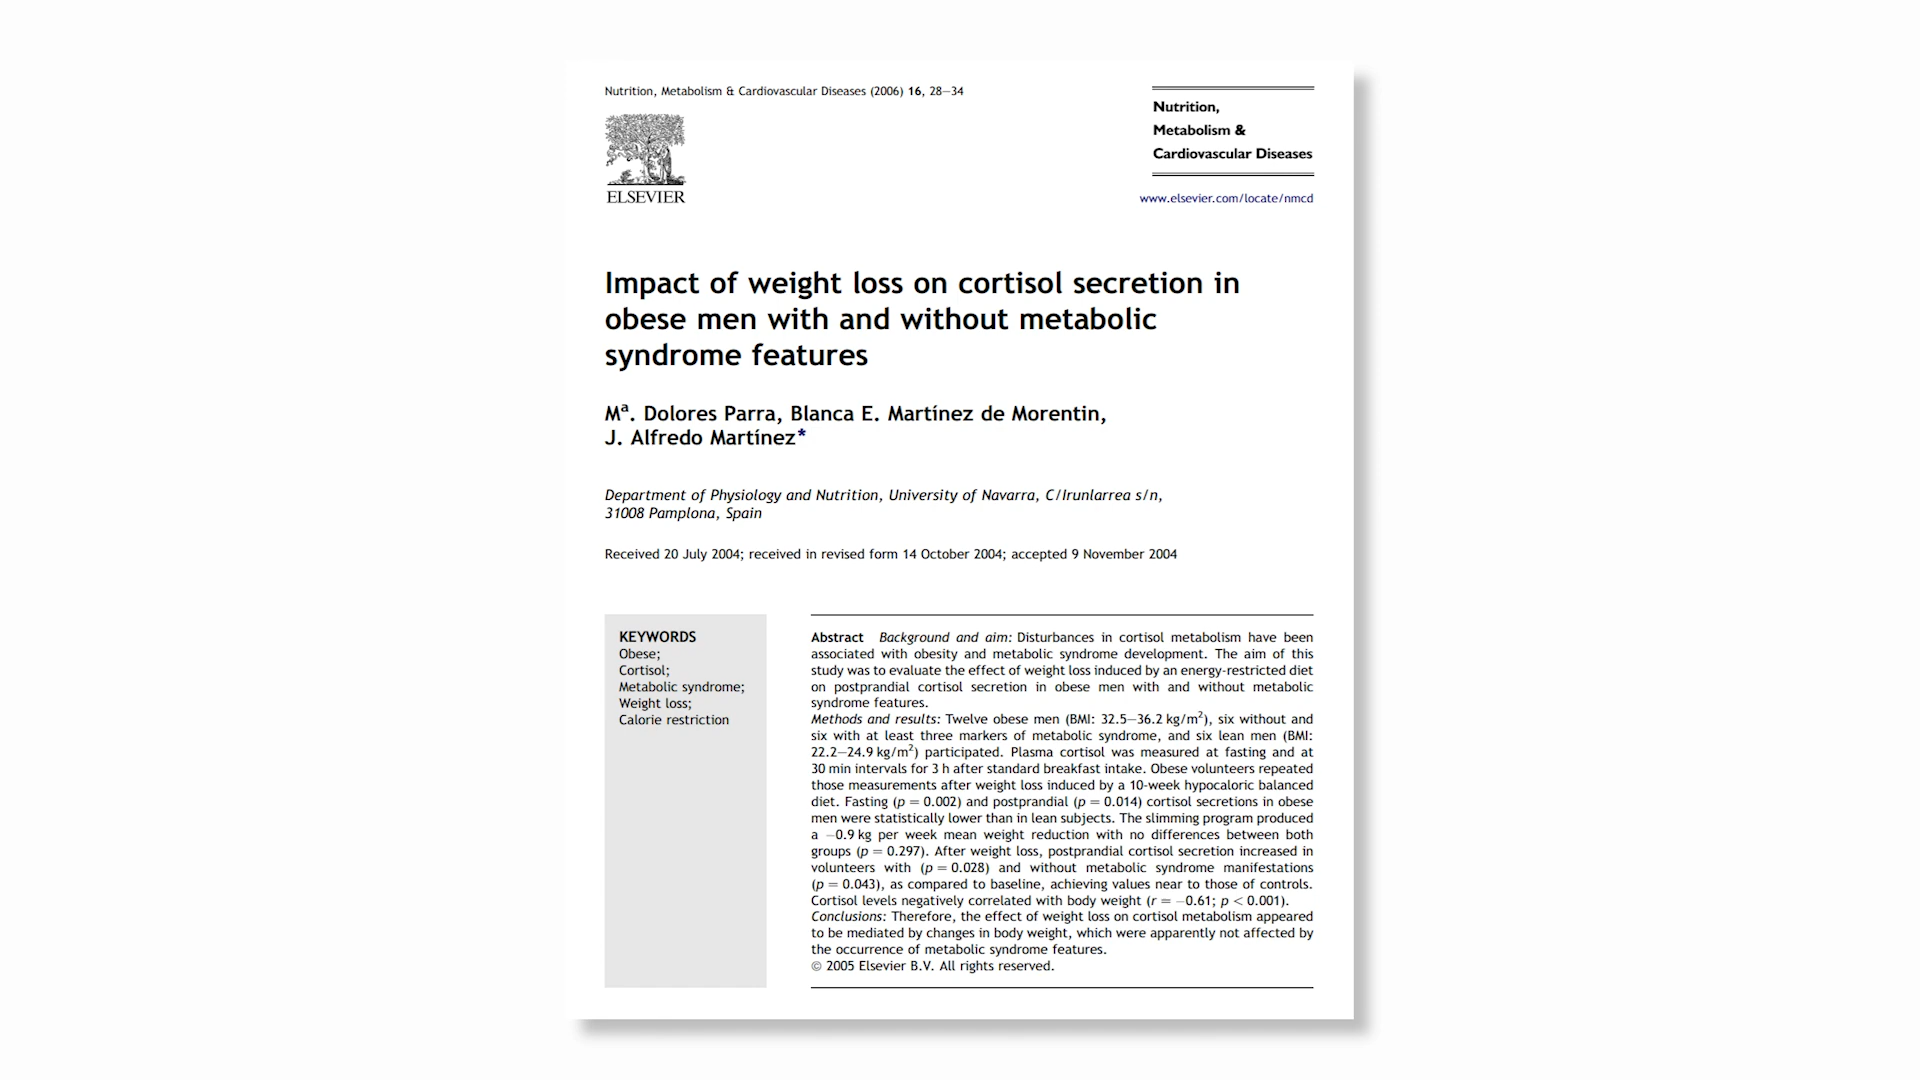 Nutrition, Metabolism & Cardiovascular Diseases (2006) 16, 28–34
ELSEVIER
Nutrition,
Metabolism &
Cardiovascular Diseases
www.elsevier.com/locate/nmcd
Impact of weight loss on cortisol secretion in
obese men with and without metabolic
syndrome features
Mª. Dolores Parra, Blanca E. Martínez de Morentin,
J. Alfredo Martínez*
Department of Physiology and Nutrition, University of Navarra, C/Irunlarrea s/n,
31008 Pamplona, Spain
Received 20 July 2004; received in revised form 14 October 2004; accepted 9 November 2004
KEYWORDS
Obese;
Cortisol;
Metabolic syndrome;
Weight loss;
Calorie restriction
Abstract Background and aim: Disturbances in cortisol metabolism have been
associated with obesity and metabolic syndrome development. The aim of this
study was to evaluate the effect of weight loss induced by an energy-restricted diet
on postprandial cortisol secretion in obese men with and without metabolic
syndrome features.
Methods and results: Twelve obese men (BMI: 32.5–36.2 kg/m²), six without and
six with at least three markers of metabolic syndrome, and six lean men (BMI:
22.2–24.9 kg/m²) participated. Plasma cortisol was measured at fasting and at
30 min intervals for 3 h after standard breakfast intake. Obese volunteers repeated
those measurements after weight loss induced by a 10-week hypocaloric balanced
diet. Fasting (p = 0.002) and postprandial (p = 0.014) cortisol secretions in obese
men were statistically lower than in lean subjects. The slimming program produced
a −0.9 kg per week mean weight reduction with no differences between both
groups (p = 0.297). After weight loss, postprandial cortisol secretion increased in
volunteers with (p = 0.028) and without metabolic syndrome manifestations
(p = 0.043), as compared to baseline, achieving values near to those of controls.
Cortisol levels negatively correlated with body weight (r = −0.61; p < 0.001).
Conclusions: Therefore, the effect of weight loss on cortisol metabolism appeared
to be mediated by changes in body weight, which were apparently not affected by
the occurrence of metabolic syndrome features.
© 2005 Elsevier B.V. All rights reserved.